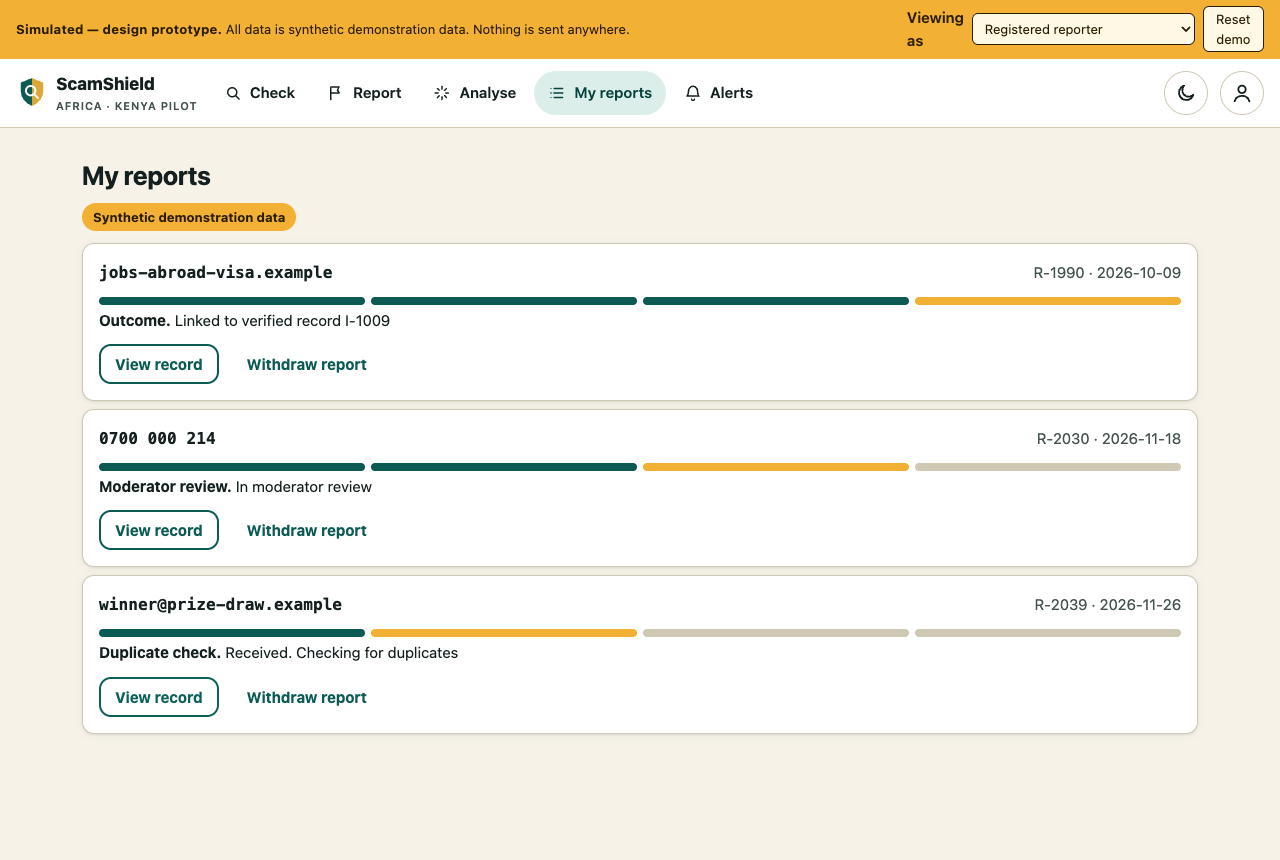 Simulated — design prototype. All data is synthetic demonstration data. Nothing is sent anywhere.
Viewing as
Registered reporter
Reset demo
ScamShield
AFRICA · KENYA PILOT
Check
Report
Analyse
My reports
Alerts
My reports
Synthetic demonstration data
jobs-abroad-visa.example
R-1990 · 2026-10-09
Outcome. Linked to verified record I-1009
View record
Withdraw report
0700 000 214
R-2030 · 2026-11-18
Moderator review. In moderator review
View record
Withdraw report
winner@prize-draw.example
R-2039 · 2026-11-26
Duplicate check. Received. Checking for duplicates
View record
Withdraw report